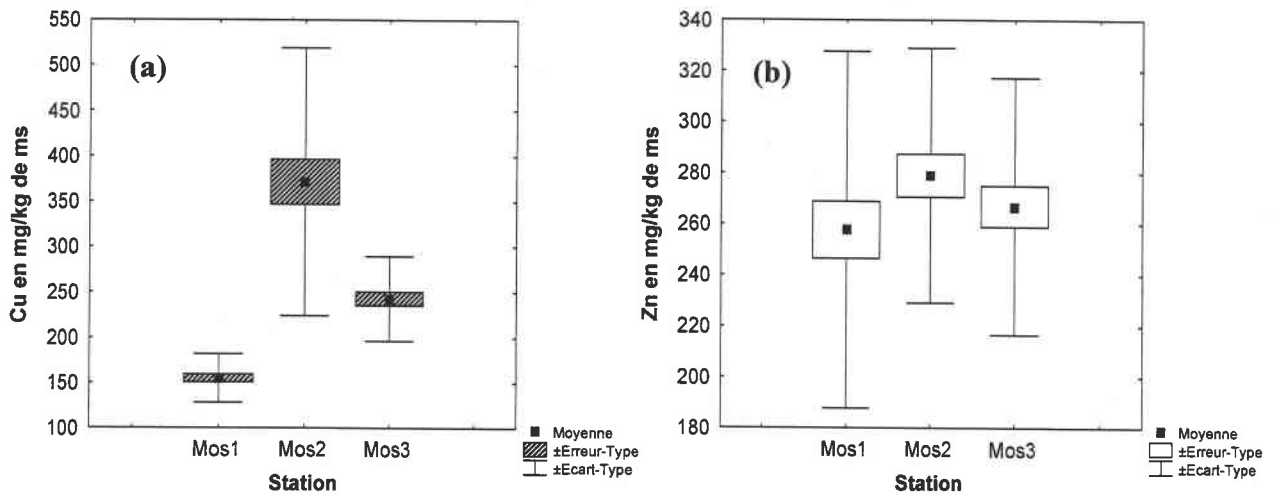 (a)
Cu en mg/kg de ms
550
500
450
400
350
300
250
200
150
100
Mos1 Mos2 Mos3
Station
Moyenne
±Erreur-Type
±Ecart-Type
(b)
Zn en mg/kg de ms
340
320
300
280
260
240
220
200
180
Mos1 Mos2 Mos3
Station
Moyenne
±Erreur-Type
±Ecart-Type